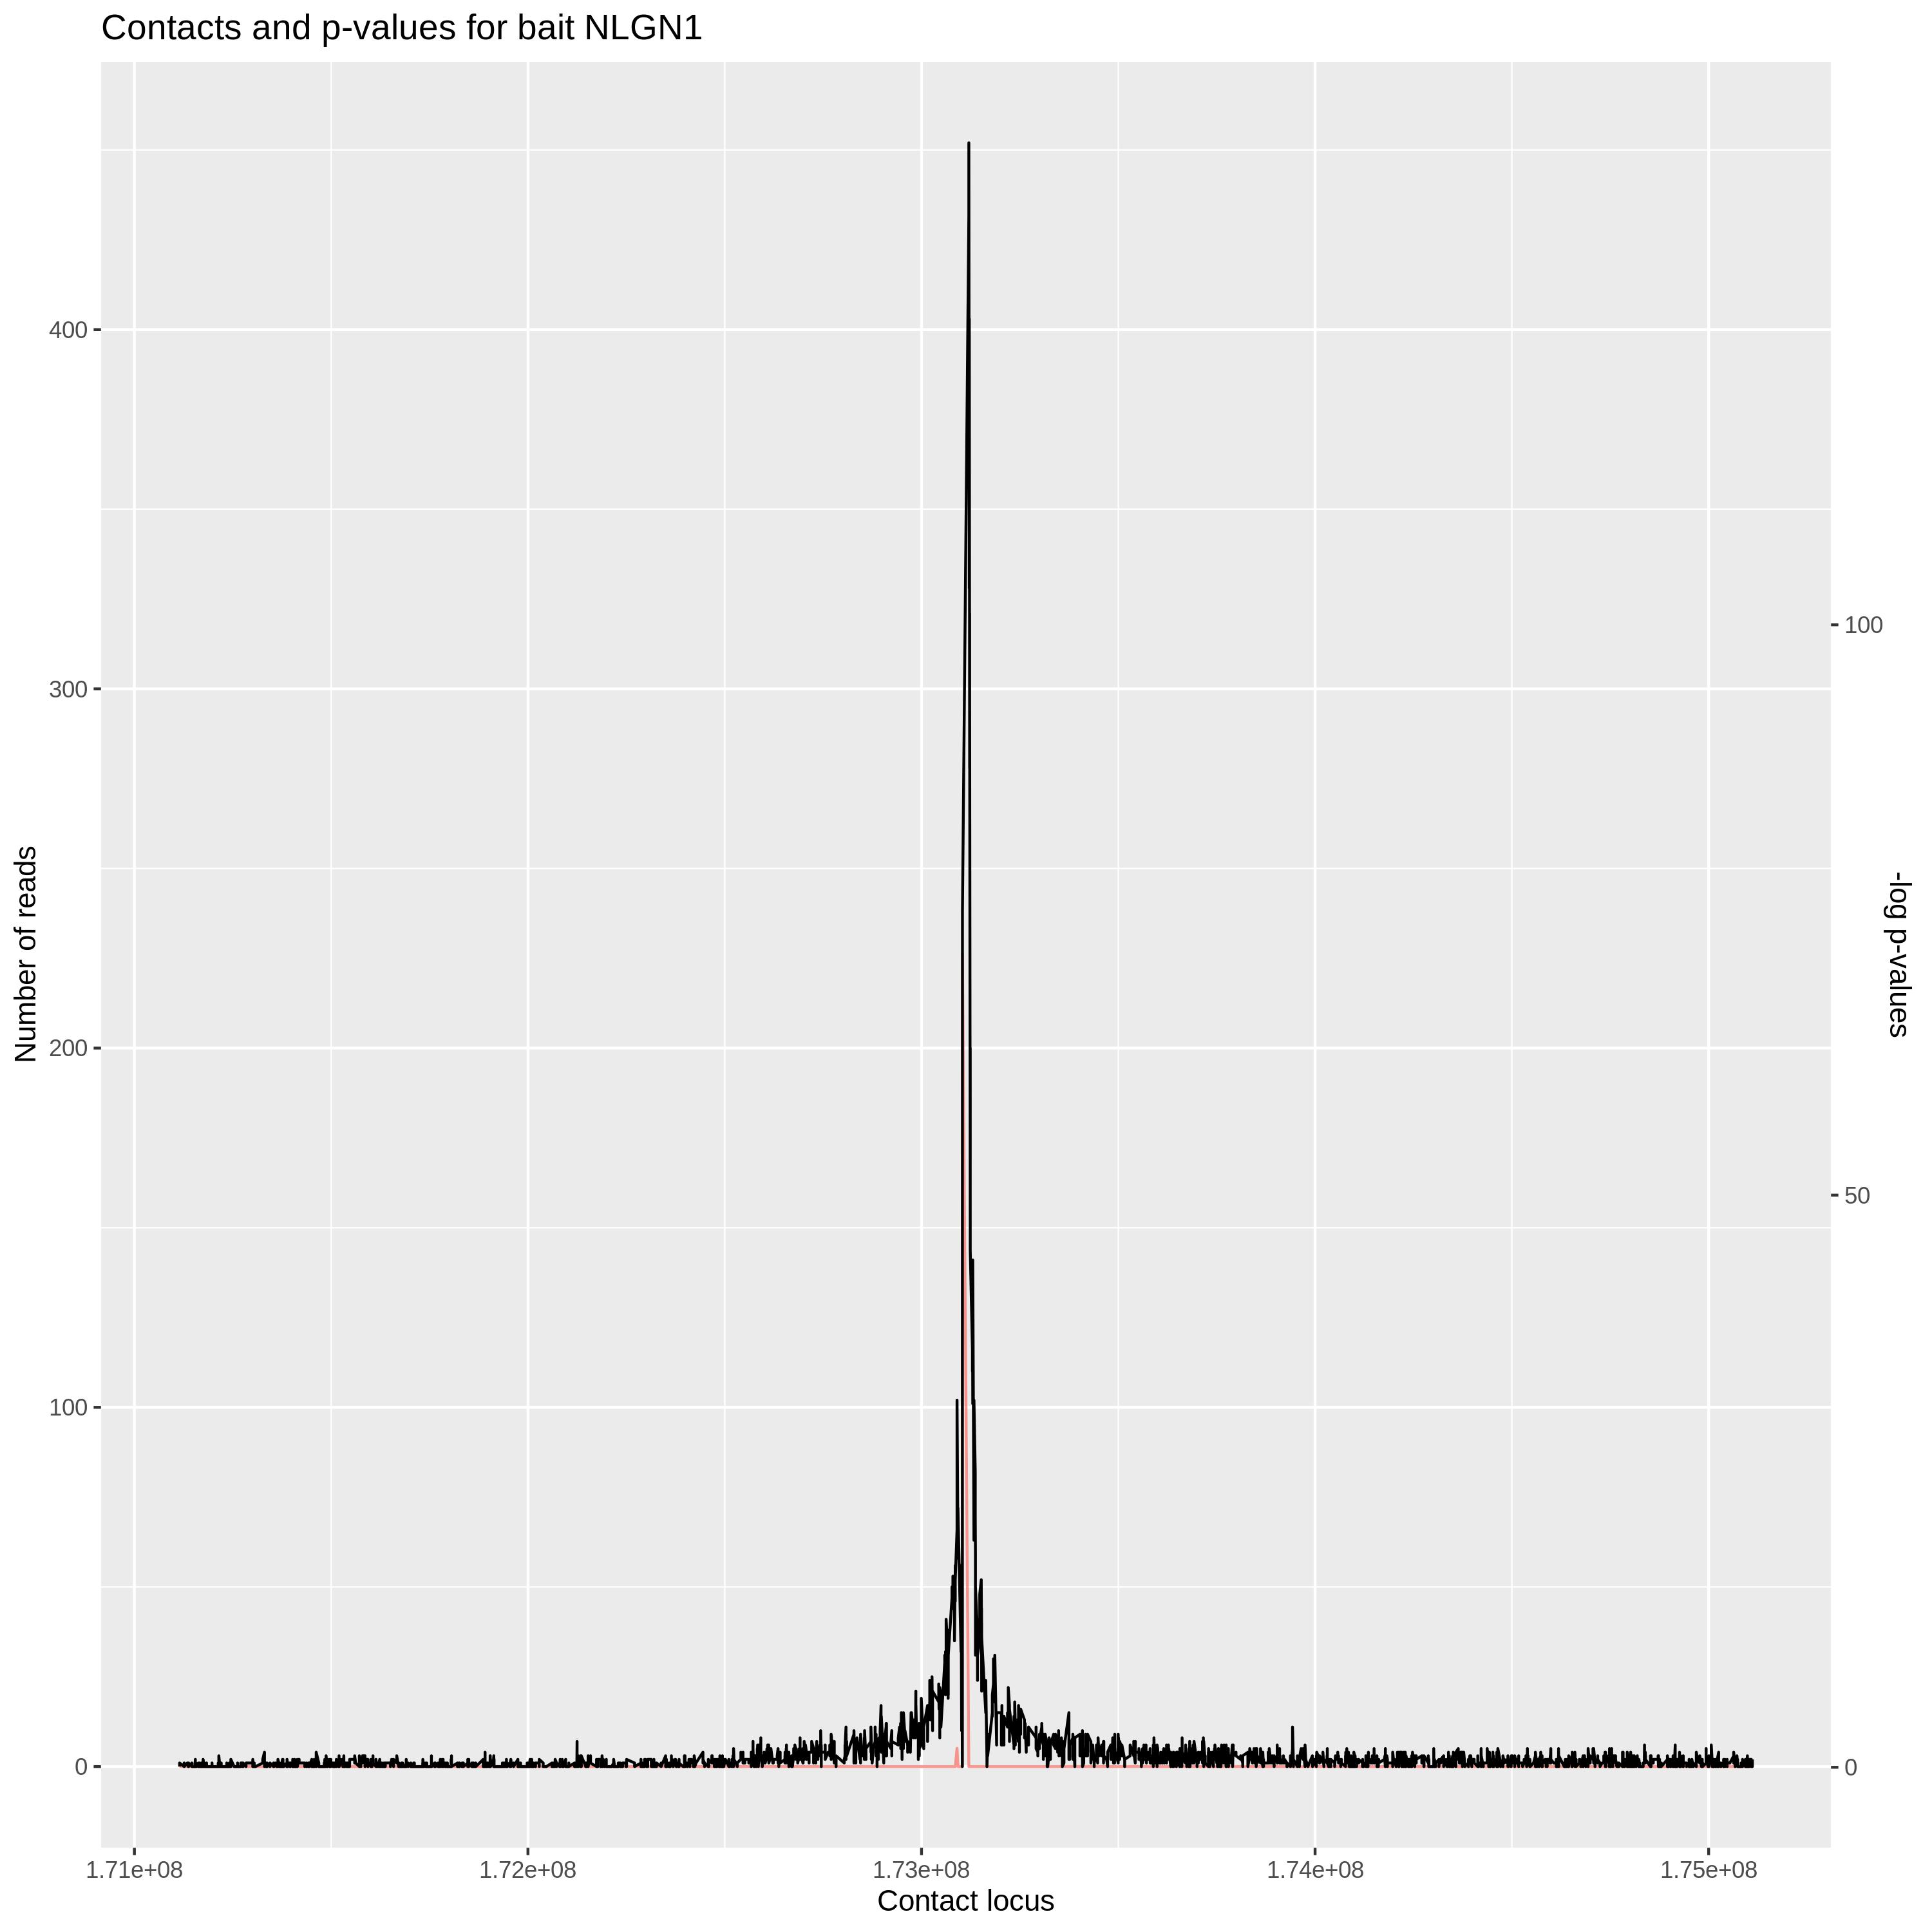 Contacts and p-values for bait NLGN1
400
300
200
100
0
Number of reads
100
50
0
-log p-values
1.71e+08
1.72e+08
1.73e+08
1.74e+08
1.75e+08
Contact locus